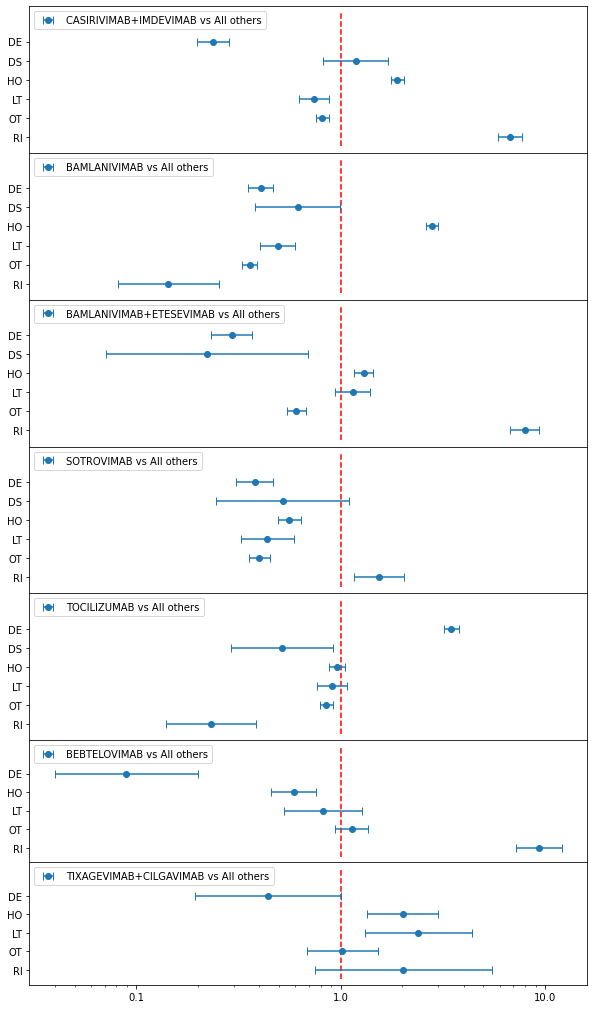 CASIRIVIMAB+IMDEVIMAB vs All others
DE
DS
HO
LT
OT
RI
BAMLANIVIMAB vs All others
DE
DS
HO
LT
OT
RI
BAMLANIVIMAB+ETESEVIMAB vs All others
DE
DS
HO
LT
OT
RI
SOTROVIMAB vs All others
DE
DS
HO
LT
OT
RI
TOCILIZUMAB vs All others
DE
DS
HO
LT
OT
RI
BEBTELOVIMAB vs All others
DE
HO
LT
OT
RI
TIXAGEVIMAB+CILGAVIMAB vs All others
DE
HO
LT
OT
RI
0.1 1.0 10.0